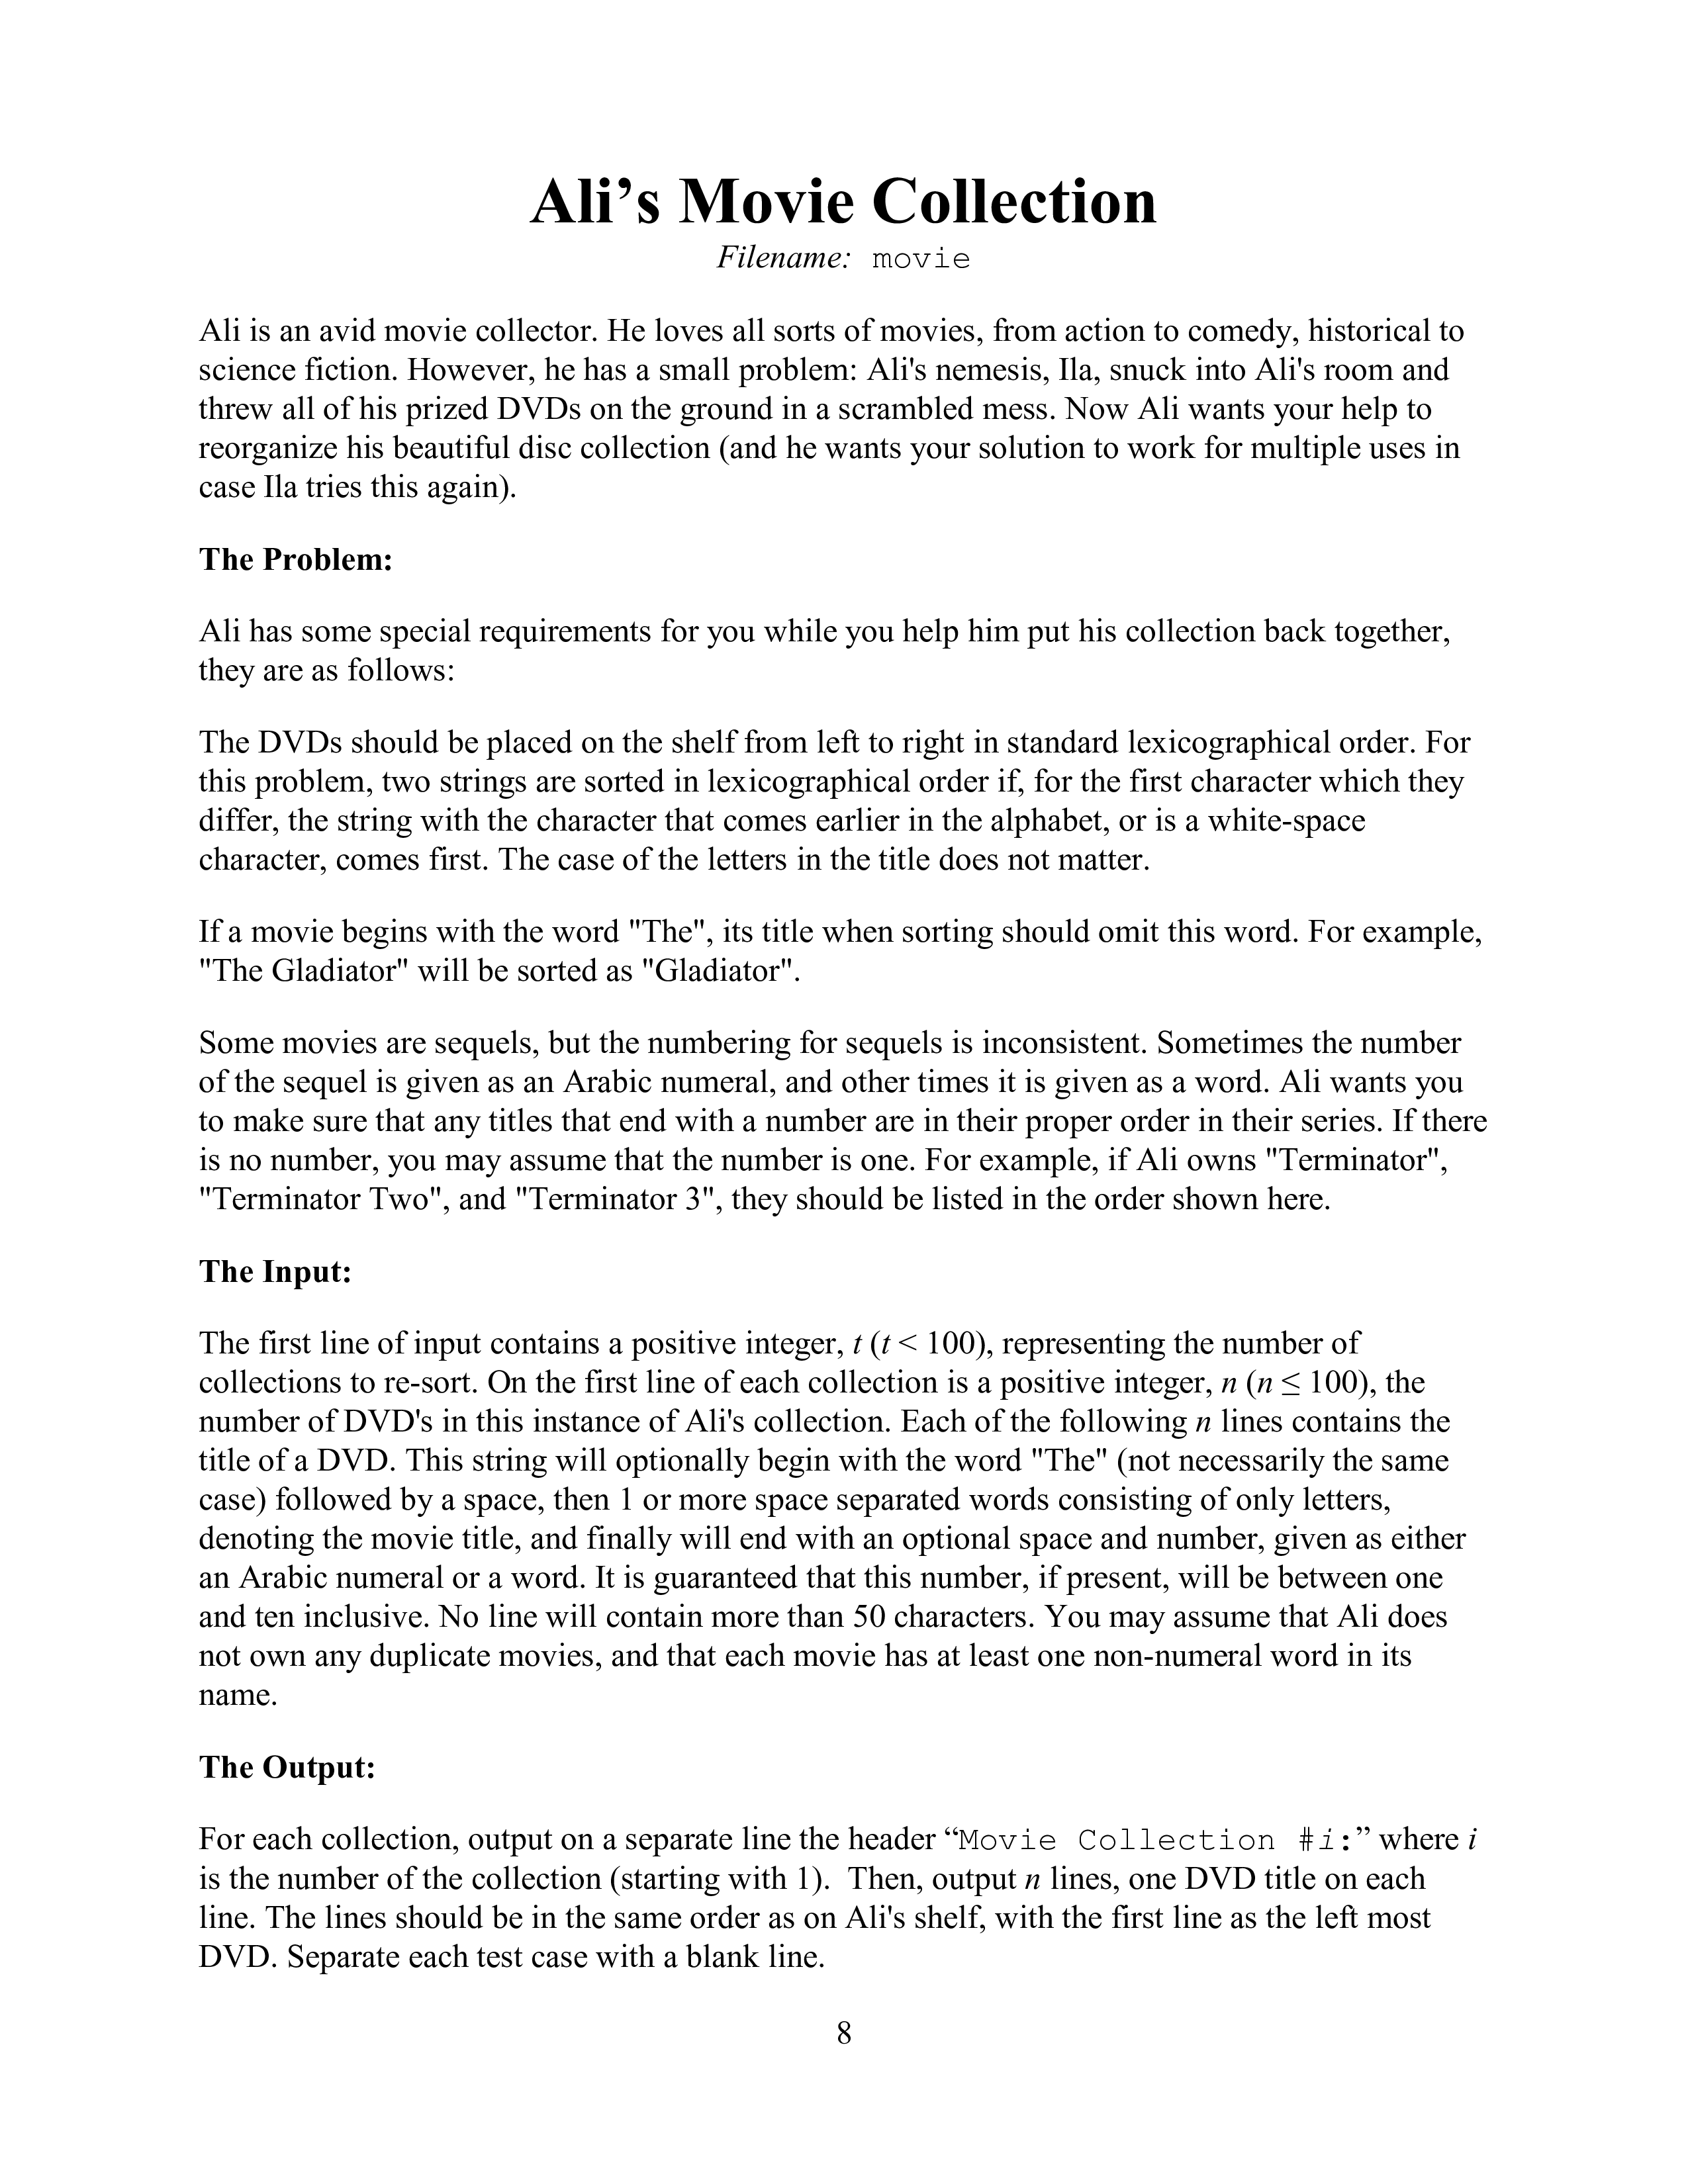 Ali’s Movie Collection
Filename: movie
Ali is an avid movie collector. He loves all sorts of movies, from action to comedy, historical to
science fiction. However, he has a small problem: Ali's nemesis, Ila, snuck into Ali's room and
threw all of his prized DVDs on the ground in a scrambled mess. Now Ali wants your help to
reorganize his beautiful disc collection (and he wants your solution to work for multiple uses in
case Ila tries this again).
The Problem:
Ali has some special requirements for you while you help him put his collection back together,
they are as follows:
The DVDs should be placed on the shelf from left to right in standard lexicographical order. For
this problem, two strings are sorted in lexicographical order if, for the first character which they
differ, the string with the character that comes earlier in the alphabet, or is a white-space
character, comes first. The case of the letters in the title does not matter.
If a movie begins with the word "The", its title when sorting should omit this word. For example,
"The Gladiator" will be sorted as "Gladiator".
Some movies are sequels, but the numbering for sequels is inconsistent. Sometimes the number
of the sequel is given as an Arabic numeral, and other times it is given as a word. Ali wants you
to make sure that any titles that end with a number are in their proper order in their series. If there
is no number, you may assume that the number is one. For example, if Ali owns "Terminator",
"Terminator Two", and "Terminator 3", they should be listed in the order shown here.
The Input:
The first line of input contains a positive integer, t (t < 100), representing the number of
collections to re-sort. On the first line of each collection is a positive integer, n (n ≤ 100), the
number of DVD's in this instance of Ali's collection. Each of the following n lines contains the
title of a DVD. This string will optionally begin with the word "The" (not necessarily the same
case) followed by a space, then 1 or more space separated words consisting of only letters,
denoting the movie title, and finally will end with an optional space and number, given as either
an Arabic numeral or a word. It is guaranteed that this number, if present, will be between one
and ten inclusive. No line will contain more than 50 characters. You may assume that Ali does
not own any duplicate movies, and that each movie has at least one non-numeral word in its
name.
The Output:
For each collection, output on a separate line the header “Movie Collection #i:” where i
is the number of the collection (starting with 1).  Then, output n lines, one DVD title on each
line. The lines should be in the same order as on Ali's shelf, with the first line as the left most
DVD. Separate each test case with a blank line.
8